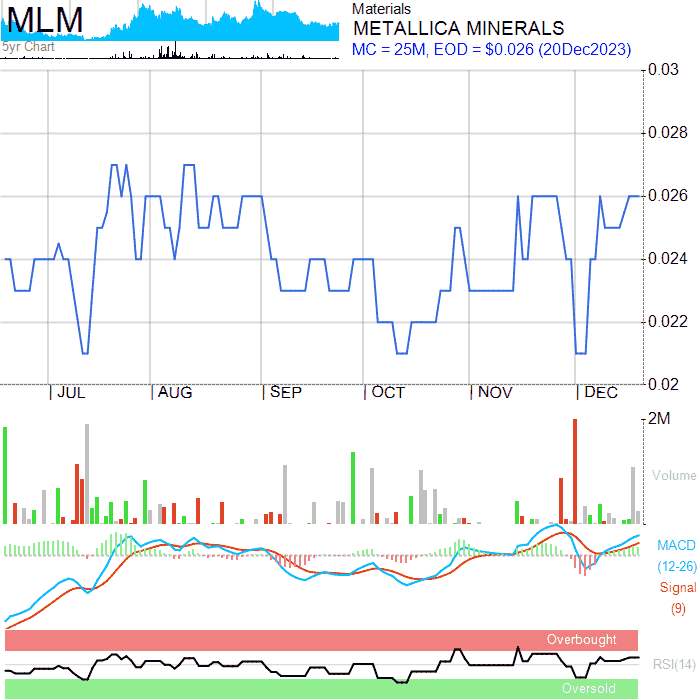 MLM
5yr Chart
Materials
METALLICA MINERALS
MC = 25M, EOD = $0.026 (20Dec2023)
0.03
0.028
0.026
0.024
0.022
0.02
JUL AUG SEP OCT NOV DEC
2M
Volume
MACD
(12-26)
Signal
(9)
Overbought
RSI(14)
Oversold